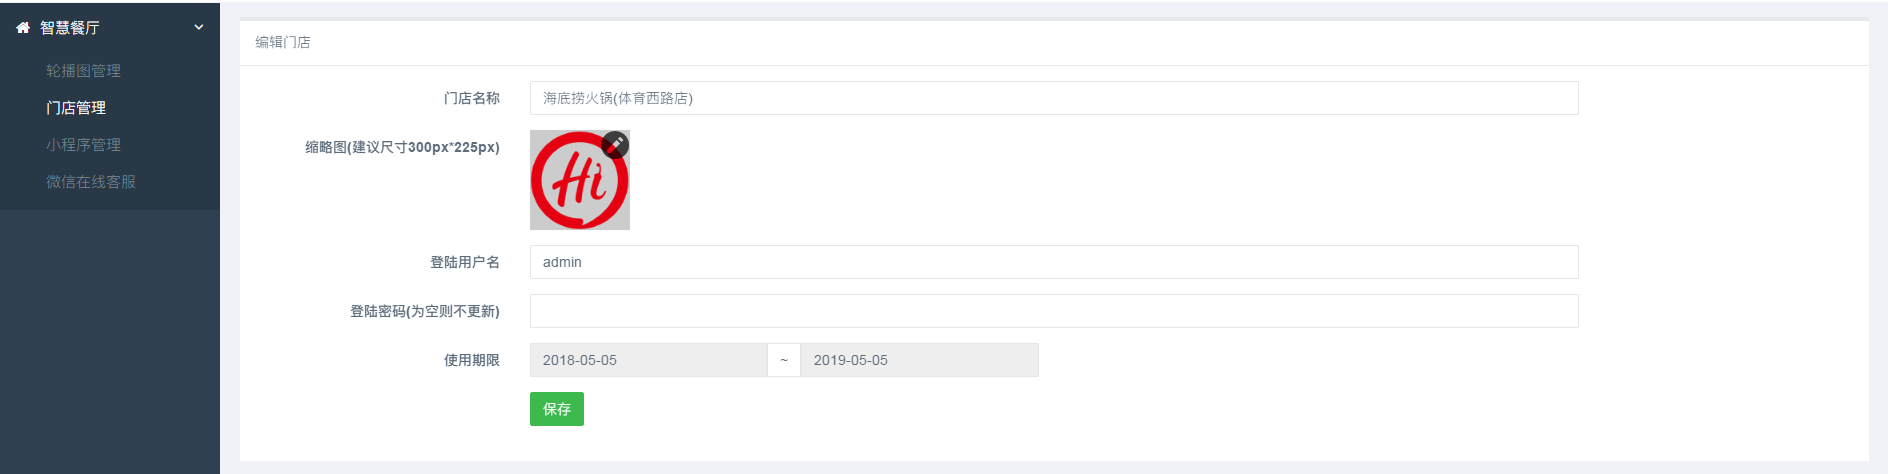 智慧餐厅
轮播图管理
门店管理
小程序管理
微信在线客服
编辑门店
门店名称 海底捞火锅(体育西路店)
缩略图(建议尺寸300px*225px)
Hi
登陆用户名 admin
登陆密码(为空则不更新)
使用期限 2018-05-05 ~ 2019-05-05
保存